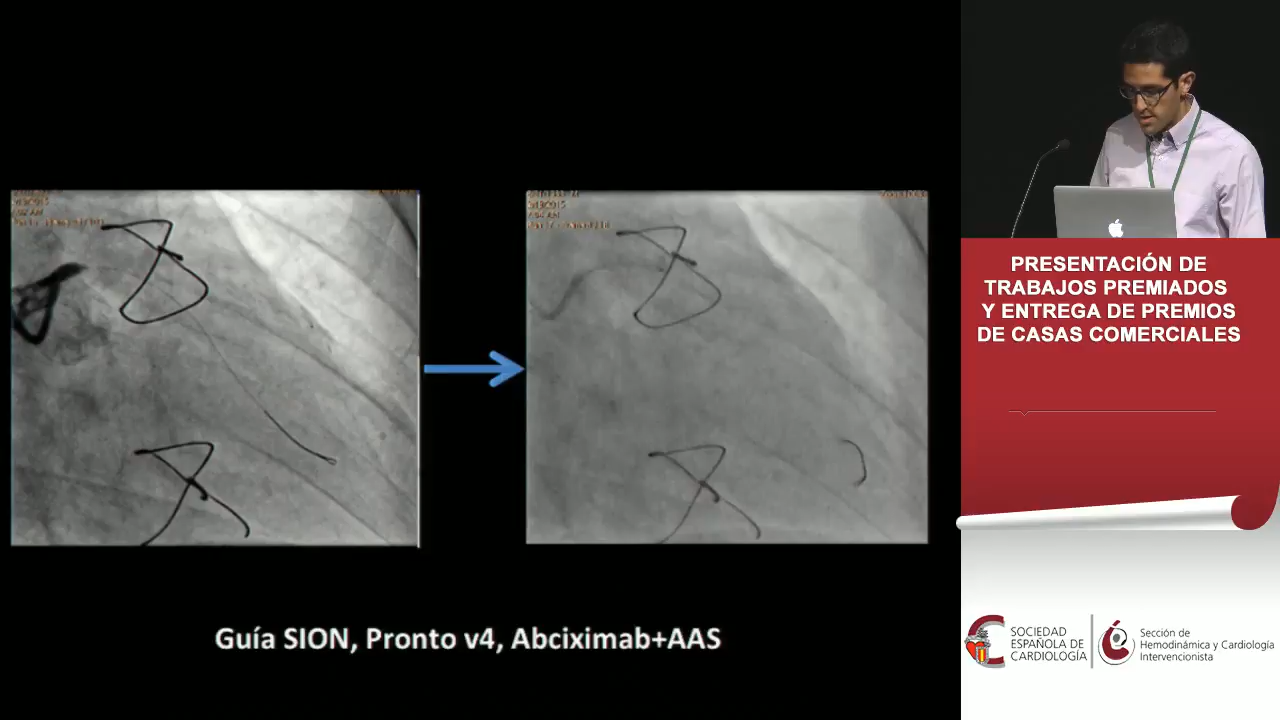 Guía SION, Pronto v4, Abciximab+AAS
PRESENTACIÓN DE
TRABAJOS PREMIADOS
Y ENTREGA DE PREMIOS
DE CASAS COMERCIALES
SOCIEDAD
ESPAÑOLA DE
CARDIOLOGÍA
Sección de
Hemodinámica y Cardiología
Intervencionista